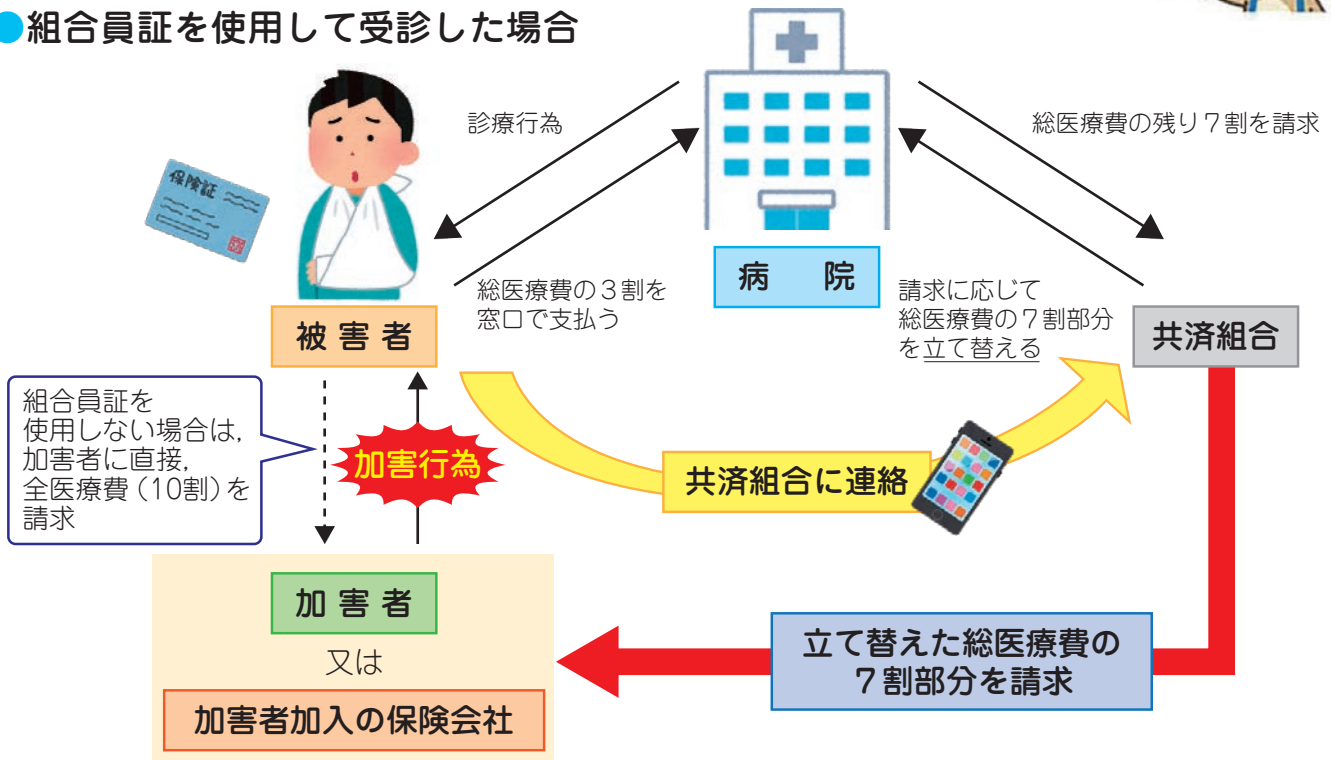 ●組合員証を使用して受診した場合
診療行為
総医療費の残り７割を請求
保険証
病　院
総医療費の３割を
窓口で支払う
請求に応じて
総医療費の７割部分
を立て替える
被害者
共済組合
組合員証を
使用しない場合は，
加害者に直接，
全医療費（10割）を
請求
加害行為
共済組合に連絡
加害者
又は
加害者加入の保険会社
立て替えた総医療費の
７割部分を請求